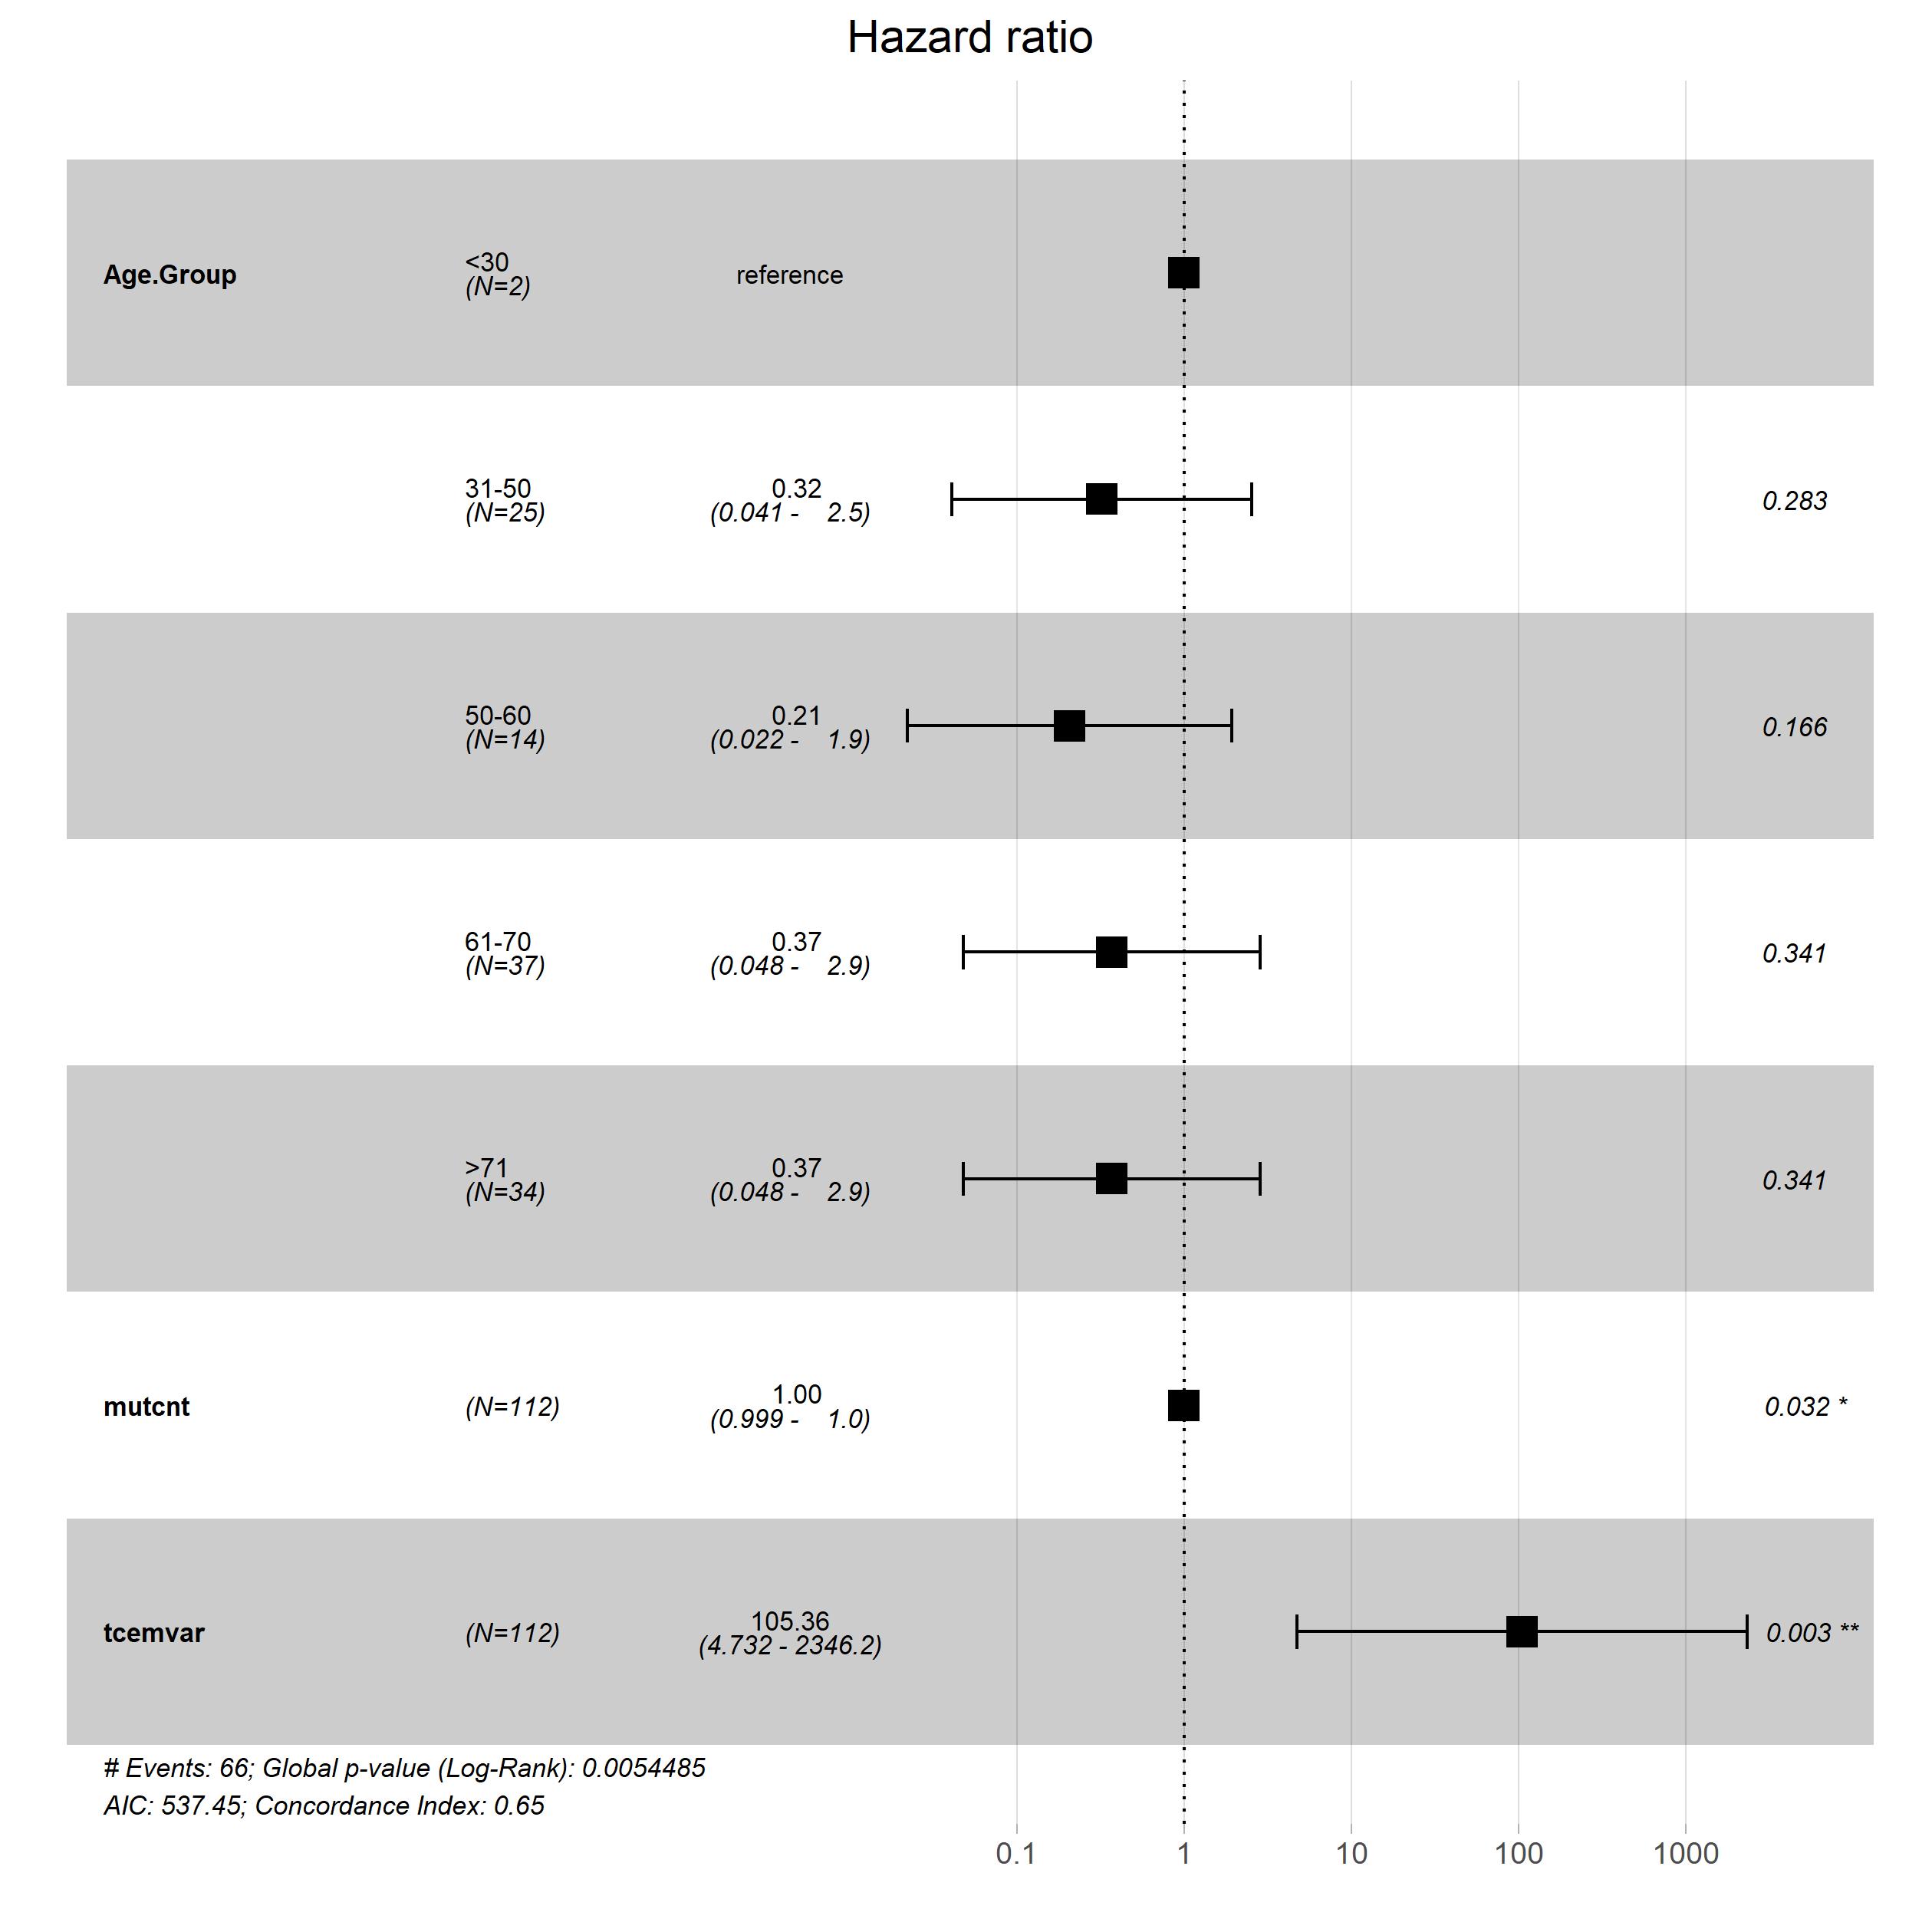 Hazard ratio
Age.Group
<30
(N=2)
reference
31-50
(N=25)
0.32
(0.041 - 2.5)
0.283
50-60
(N=14)
0.21
(0.022 - 1.9)
0.166
61-70
(N=37)
0.37
(0.048 - 2.9)
0.341
>71
(N=34)
0.37
(0.048 - 2.9)
0.341
mutcnt
(N=112)
1.00
(0.999 - 1.0)
0.032 *
tcemvar
(N=112)
105.36
(4.732 - 2346.2)
0.003 **
# Events: 66; Global p-value (Log-Rank): 0.0054485
AIC: 537.45; Concordance Index: 0.65
0.1 1 10 100 1000